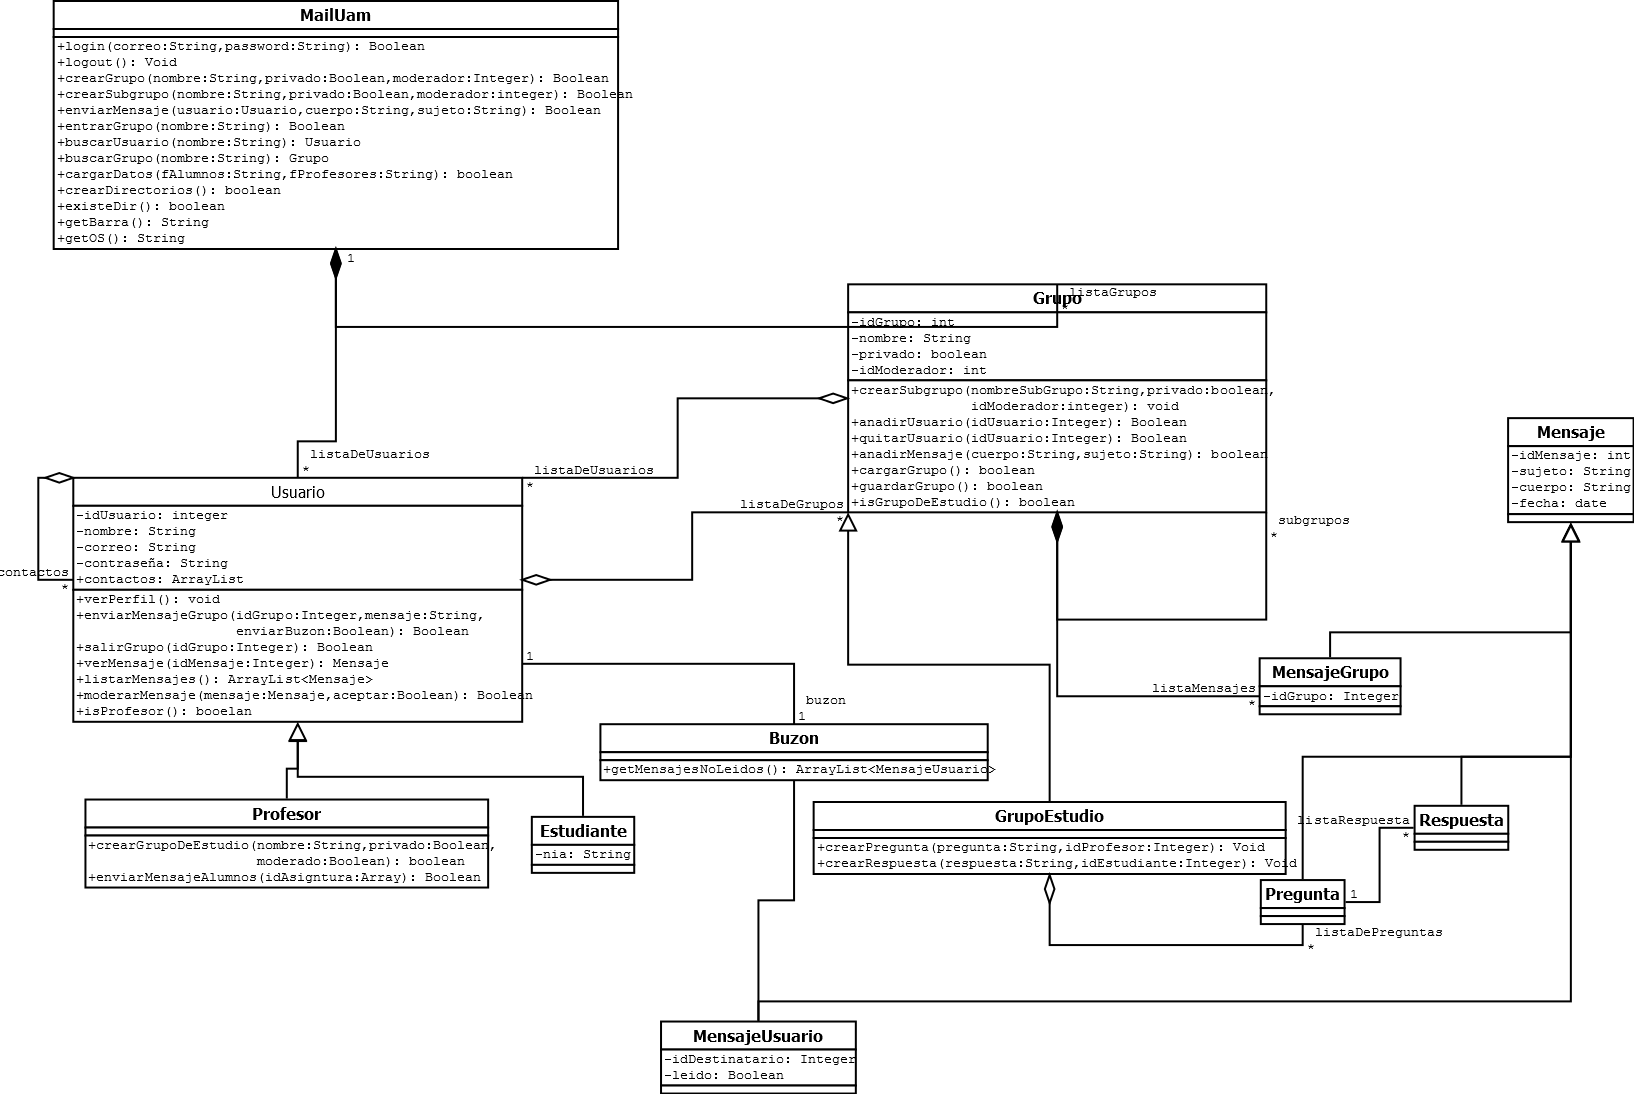 MailUam
+login(correo:String,password:String): Boolean
+logout(): Void
+crearGrupo(nombre:String,privado:Boolean,moderador:Integer): Boolean
+crearSubgrupo(nombre:String,privado:Boolean,moderador:integer): Boolean
+enviarMensaje(usuario:Usuario,cuerpo:String,sujeto:String): Boolean
+entrarGrupo(nombre:String): Boolean
+buscarUsuario(nombre:String): Usuario
+buscarGrupo(nombre:String): Grupo
+cargarDatos(fAlumnos:String,fProfesores:String): boolean
+crearDirectorios(): boolean
+existeDir(): boolean
+getBarra(): String
+getOS(): String
1
listaGrupos
*
Grupo
-idGrupo: int
-nombre: String
-privado: boolean
-idModerador: int
+crearSubgrupo(nombreSubGrupo:String,privado:boolean,
idModerador:integer): void
+anadirUsuario(idUsuario:Integer): Boolean
+quitarUsuario(idUsuario:Integer): Boolean
+anadirMensaje(cuerpo:String,sujeto:String): boolean
+cargarGrupo(): boolean
+guardarGrupo(): boolean
+isGrupoDeEstudio(): boolean
subgrupos
*
Mensaje
-idMensaje: int
-sujeto: String
-cuerpo: String
-fecha: date
listaDeUsuarios
*
listaDeUsuarios
*
listaDeGrupos
*
contactos
*
Usuario
-idUsuario: integer
-nombre: String
-correo: String
-contraseña: String
+contactos: ArrayList
+verPerfil(): void
+enviarMensajeGrupo(idGrupo:Integer,mensaje:String,
enviarBuzon:Boolean): Boolean
+salirGrupo(idGrupo:Integer): Boolean
+verMensaje(idMensaje:Integer): Mensaje
+listarMensajes(): ArrayList<Mensaje>
+moderarMensaje(mensaje:Mensaje,aceptar:Boolean): Boolean
+isProfesor(): booelan
1
buzon
1
listaMensajes
*
MensajeGrupo
-idGrupo: Integer
Buzon
+getMensajesNoLeidos(): ArrayList<MensajeUsuario>
Profesor
+crearGrupoDeEstudio(nombre:String,privado:Boolean,
moderado:Boolean): boolean
+enviarMensajeAlumnos(idAsigntura:Array): Boolean
Estudiante
-nia: String
GrupoEstudio
+crearPregunta(pregunta:String,idProfesor:Integer): Void
+crearRespuesta(respuesta:String,idEstudiante:Integer): Void
listaRespuesta
*
Respuesta
Pregunta
1
listaDePreguntas
*
MensajeUsuario
-idDestinatario: Integer
-leido: Boolean